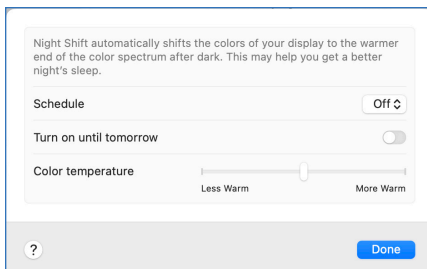 Night Shift automatically shifts the colors of your display to the warmer
end of the color spectrum after dark. This may help you get a better
night's sleep.
Schedule Off
Turn on until tomorrow
Color temperature
Less Warm More Warm
? Done